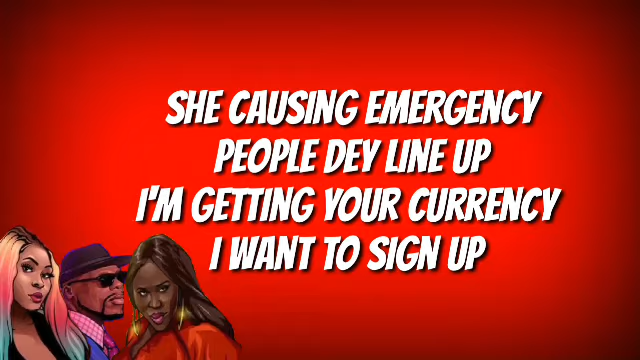 SHE CAUSING EMERGENCY
PEOPLE DEY LINE UP
I'M GETTING YOUR CURRENCY
I WANT TO SIGN UP